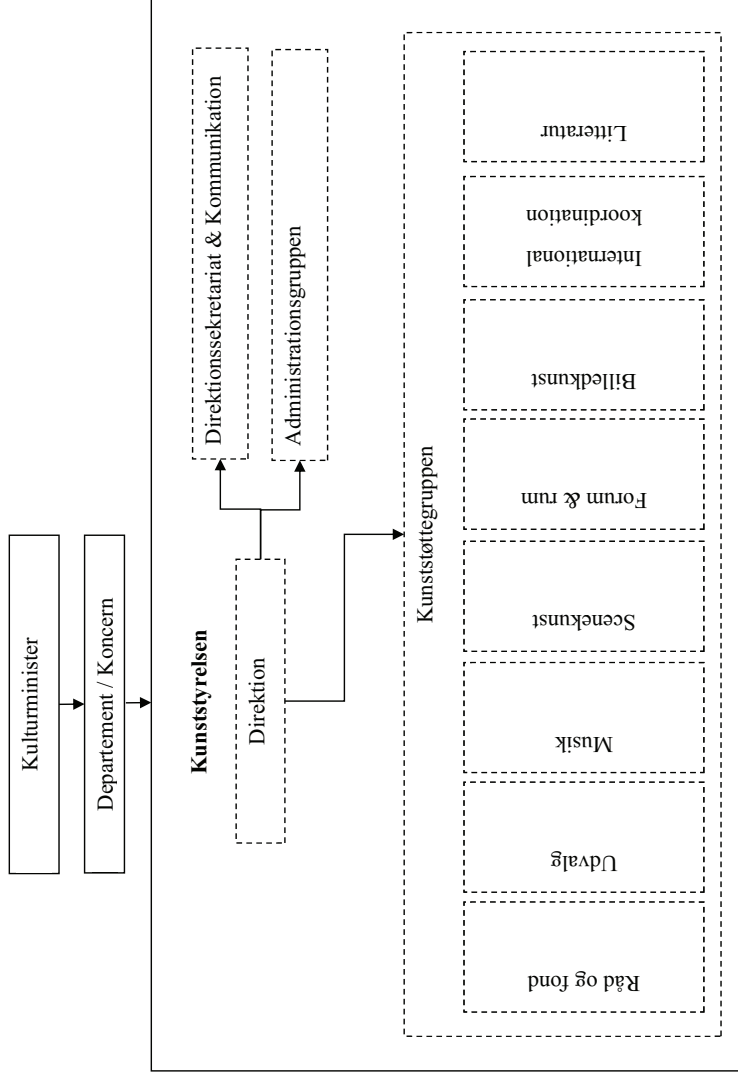 Kulturminister
Departement / Koncern
Kunststyrelsen
Direktion
Direktionssekretariat & Kommunikation
Administrationsgruppen
Kunststøttegruppen
Råd og fond
Udvalg
Musik
Scenekunst
Forum & rum
Billedkunst
International
koordination
Litteratur